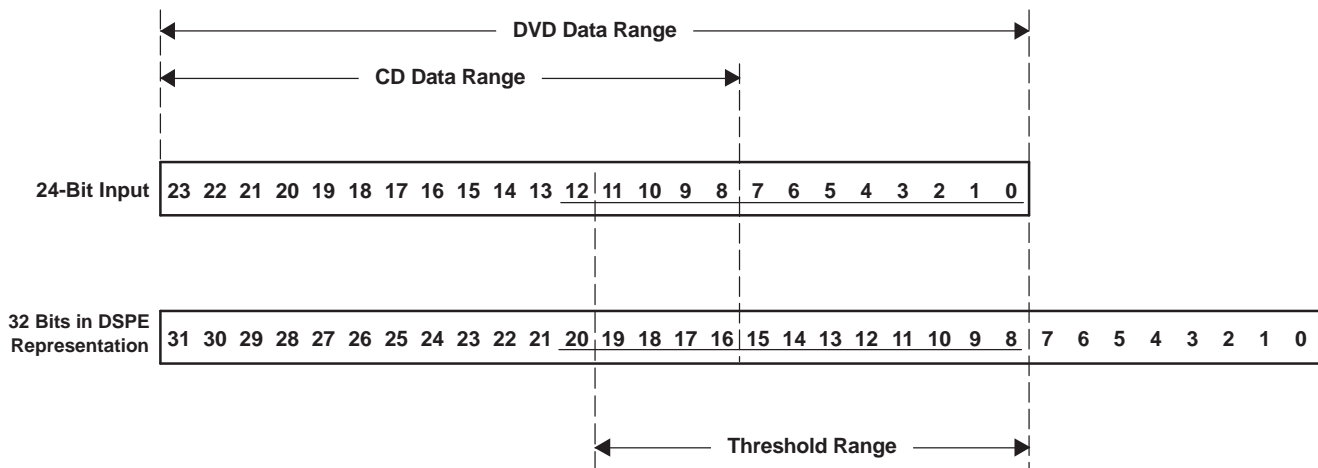 DVD Data Range
CD Data Range
24-Bit Input 23 22 21 20 19 18 17 16 15 14 13 12 11 10 9 8 7 6 5 4 3 2 1 0
32 Bits in DSPE
Representation 31 30 29 28 27 26 25 24 23 22 21 20 19 18 17 16 15 14 13 12 11 10 9 8 7 6 5 4 3 2 1 0
Threshold Range